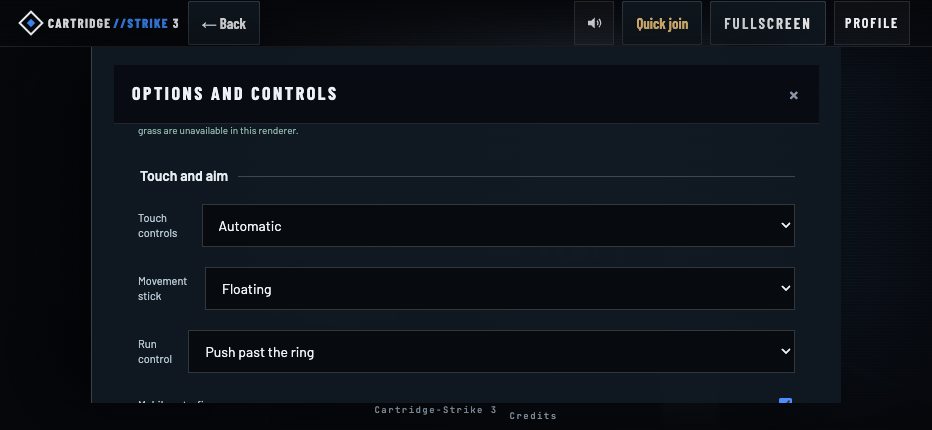 CARTRIDGE//STRIKE 3
← Back
Quick join
FULLSCREEN
PROFILE
OPTIONS AND CONTROLS
×
grass are unavailable in this renderer.
Touch and aim
Touch
controls
Automatic
Movement
stick
Floating
Run
control
Push past the ring
Cartridge-Strike 3
Credits